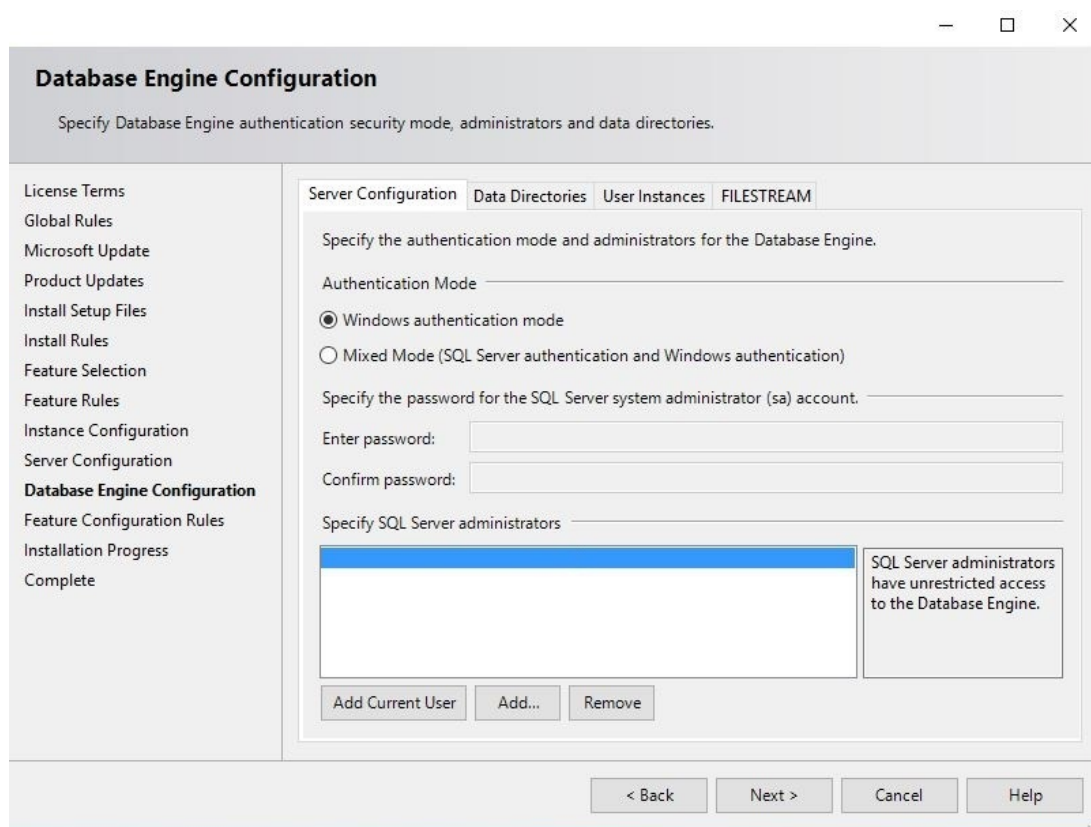 Database Engine Configuration
Specify Database Engine authentication security mode, administrators and data directories.
License Terms
Global Rules
Microsoft Update
Product Updates
Install Setup Files
Install Rules
Feature Selection
Feature Rules
Instance Configuration
Server Configuration
Database Engine Configuration
Feature Configuration Rules
Installation Progress
Complete
Server Configuration Data Directories User Instances FILESTREAM
Specify the authentication mode and administrators for the Database Engine.
Authentication Mode
Windows authentication mode
Mixed Mode (SQL Server authentication and Windows authentication)
Specify the password for the SQL Server system administrator (sa) account.
Enter password:
Confirm password:
Specify SQL Server administrators
SQL Server administrators
have unrestricted access
to the Database Engine.
Add Current User Add... Remove
< Back Next > Cancel Help